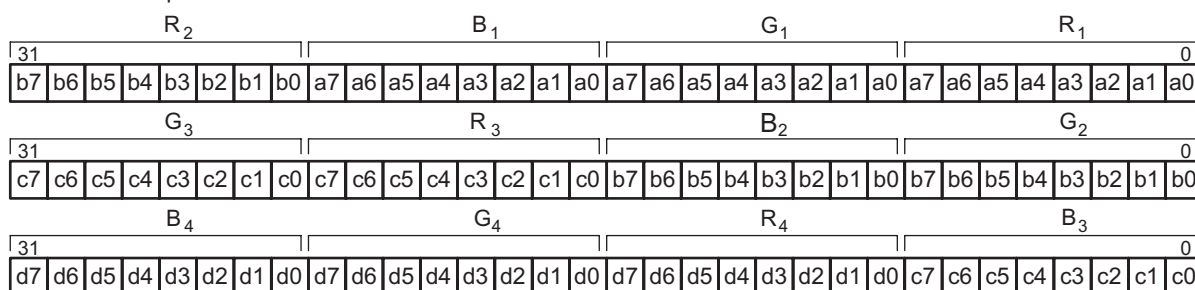 R2 B1 G1 R1
31 0
b7 b6 b5 b4 b3 b2 b1 b0 a7 a6 a5 a4 a3 a2 a1 a0 a7 a6 a5 a4 a3 a2 a1 a0 a7 a6 a5 a4 a3 a2 a1 a0
G3 R3 B2 G2
31 0
c7 c6 c5 c4 c3 c2 c1 c0 c7 c6 c5 c4 c3 c2 c1 c0 b7 b6 b5 b4 b3 b2 b1 b0 b7 b6 b5 b4 b3 b2 b1 b0
B4 G4 R4 B3
31 0
d7 d6 d5 d4 d3 d2 d1 d0 d7 d6 d5 d4 d3 d2 d1 d0 d7 d6 d5 d4 d3 d2 d1 d0 c7 c6 c5 c4 c3 c2 c1 c0